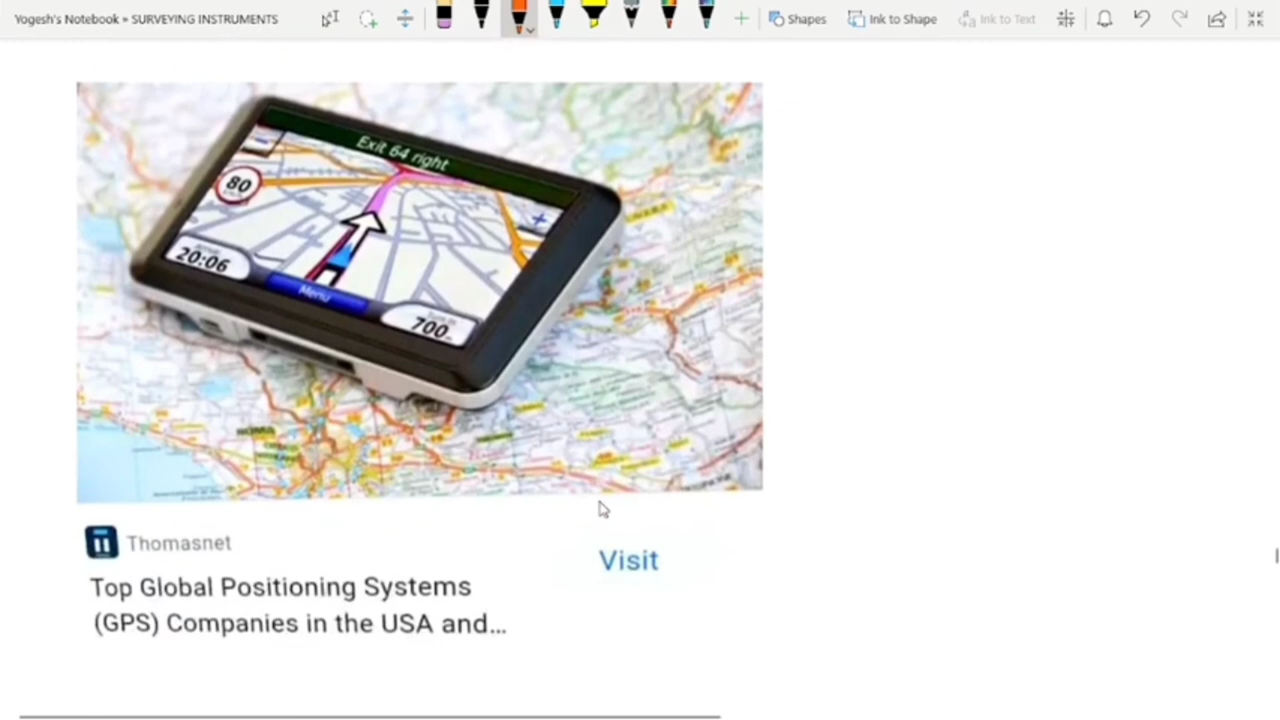 Yogesh's Notebook » SURVEYING INSTRUMENTS
Shapes
Ink to Shape
Ink to Text
Exit 64 right
80
20:06
Menu
700
Thomasnet
Visit
Top Global Positioning Systems
(GPS) Companies in the USA and...